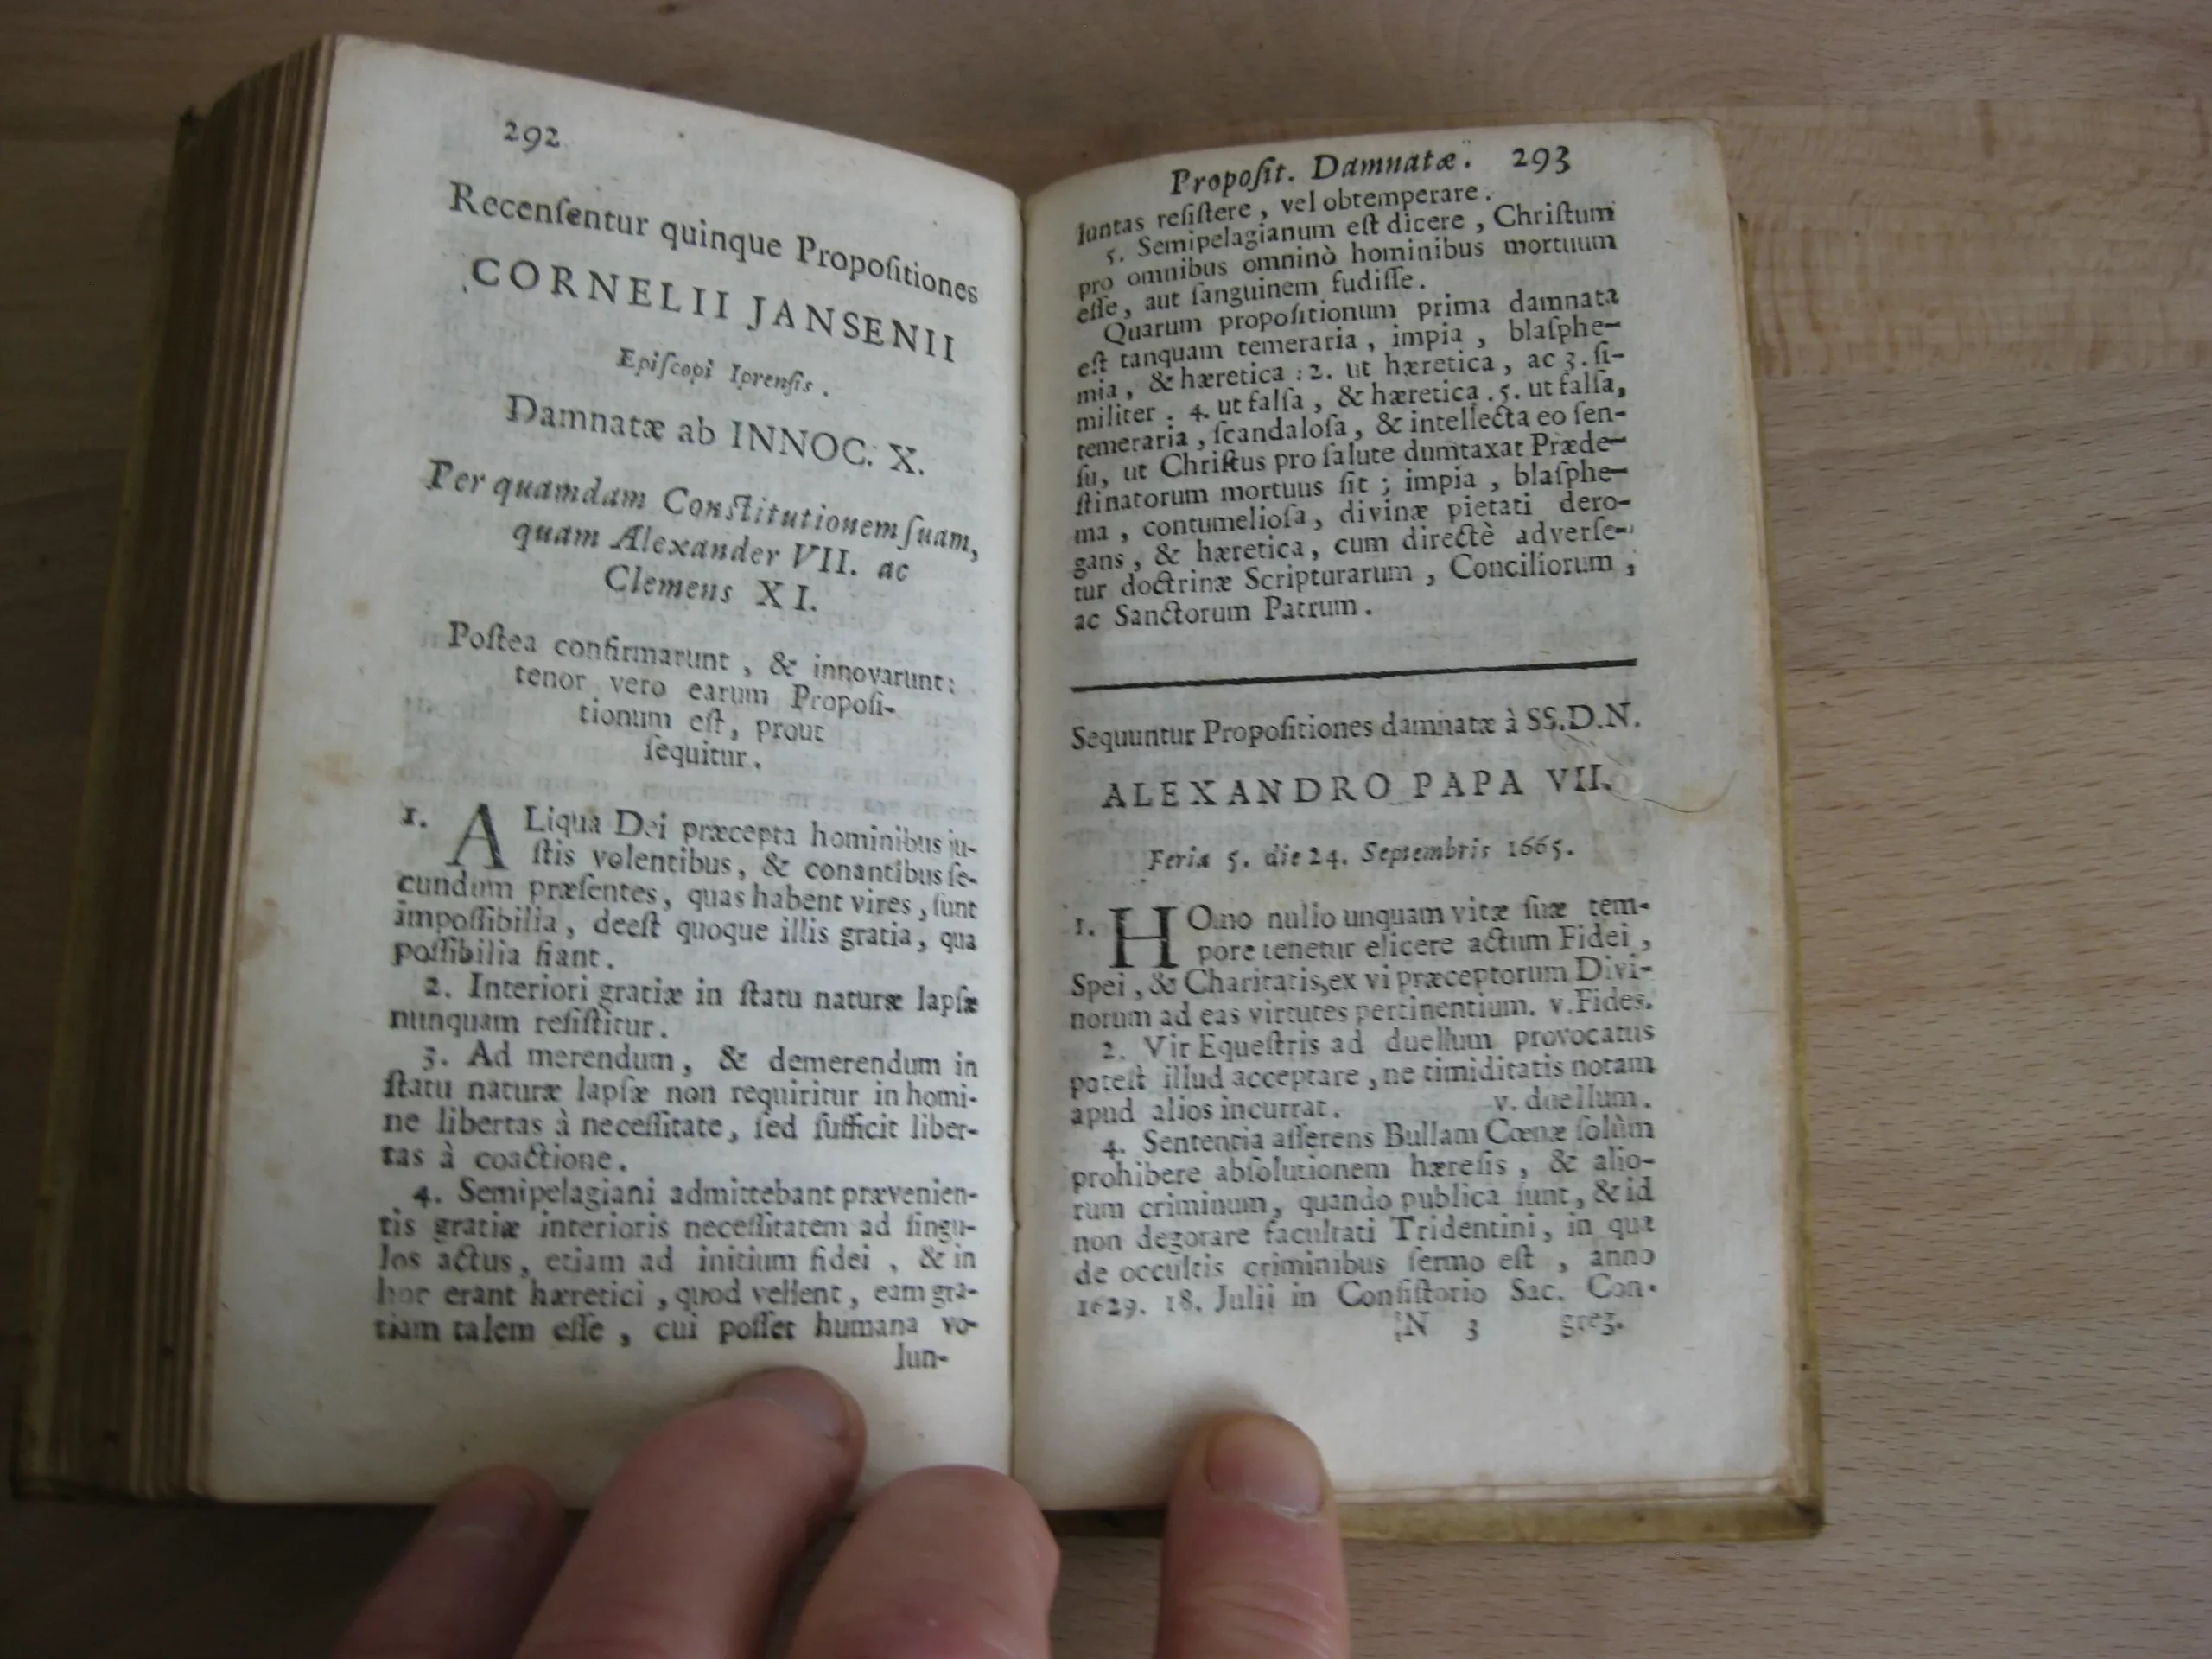 292
Recenſentur quinque Propoſitiones
CORNELII JANSENII
Epiſcopi Iprenſis.
Damnatæ ab INNOC. X.
Per quamdam Conſtitutionem ſuam,
quam Alexander VII. ac
Clemens XI.
Poſtea confirmarunt, & innovarunt:
tenor vero earum Propoſi-
tionum eſt, prout
ſequitur.
1. ALiqua Dei præcepta hominibus ju-
ſtis volentibus, & conantibus ſe-
cundum præſentes, quas habent vires, ſunt
impoſſibilia, deeſt quoque illis gratia, qua
poſſibilia fiant.
2. Interiori gratiæ in ſtatu naturæ lapſæ
nunquam reſiſtitur.
3. Ad merendum, & demerendum in
ſtatu naturæ lapſæ non requiritur in homi-
ne libertas à neceſſitate, ſed ſufficit liber-
tas à coactione.
4. Semipelagiani admittebant prævenien-
tis gratiæ interioris neceſſitatem ad ſingu-
los actus, etiam ad initium fidei, & in
hoc erant hæretici, quod vellent, eam gra-
tiam talem eſſe, cui poſſet humana vo-
lun-
Propoſit. Damnatæ. 293
luntas reſiſtere, vel obtemperare.
5. Semipelagianum eſt dicere, Chriſtum
pro omnibus omninò hominibus mortuum
eſſe, aut ſanguinem fudiſſe.
Quarum propoſitionum prima damnata
eſt tanquam temeraria, impia, blaſphe-
mia, & hæretica: 2. ut hæretica, ac 3. ſi-
militer. 4. ut falſa, & hæretica. 5. ut falſa,
temeraria, ſcandaloſa, & intellecta eo ſen-
ſu, ut Chriſtus pro ſalute dumtaxat Præde-
ſtinatorum mortuus ſit; impia, blaſphe-
ma, contumelioſa, divinæ pietati dero-
gans, & hæretica, cum directè adverſe-
tur doctrinæ Scripturarum, Conciliorum,
ac Sanctorum Patrum.
Sequuntur Propoſitiones damnatæ à SS.D.N.
ALEXANDRO PAPA VII.
Feria 5. die 24. Septembris 1665.
1. HOmo nullo unquam vitæ ſuæ tem-
pore tenetur elicere actum Fidei,
Spei, & Charitatis, ex vi præceptorum Divi-
norum ad eas virtutes pertinentium. v. Fides.
2. Vir Equeſtris ad duellum provocatus
poteſt illud acceptare, ne timiditatis notam
apud alios incurrat. v. duellum.
4. Sententia aſſerens Bullam Cœnæ ſolùm
prohibere abſolutionem hæreſis, & alio-
rum criminum, quando publica ſunt, & id
non degorare facultati Tridentini, in qua
de occultis criminibus ſermo eſt, anno
1629. 18. Julii in Conſiſtorio Sac. Con-
N 3 greg.